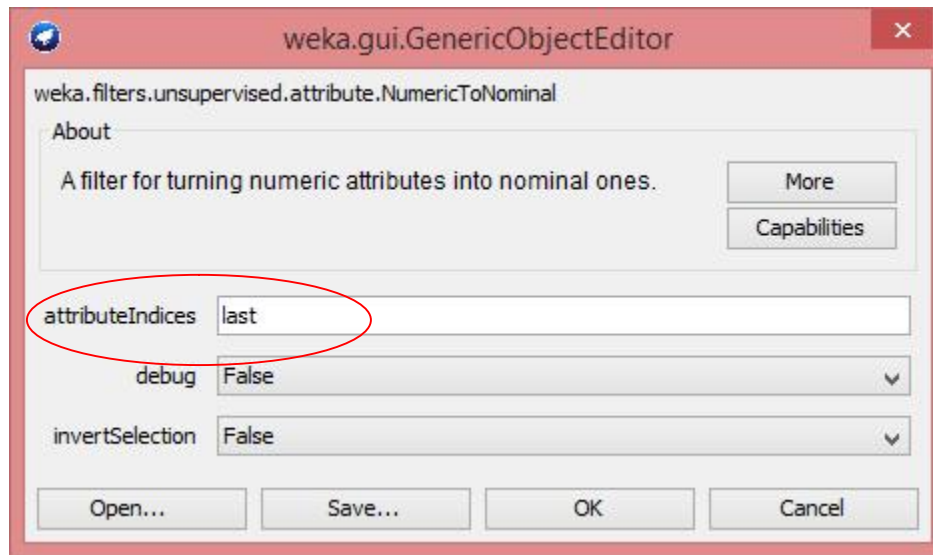 weka.gui.GenericObjectEditor
weka.filters.unsupervised.attribute.NumericToNominal
About
A filter for turning numeric attributes into nominal ones.
More
Capabilities
attributeIndices last
debug False
invertSelection False
Open... Save... OK Cancel